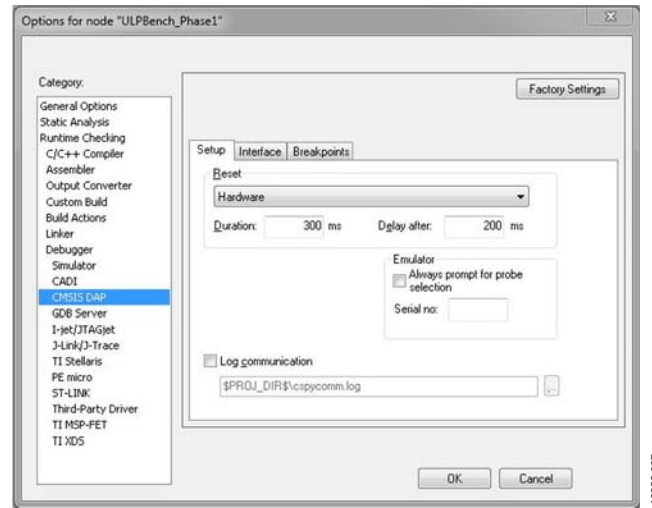 Options for node "ULPBench_Phase1"
Category:
General Options
Static Analysis
Runtime Checking
C/C++ Compiler
Assembler
Output Converter
Custom Build
Build Actions
Linker
Debugger
Simulator
CADI
CMSIS DAP
GDB Server
I-jet/JTAGjet
J-Link/J-Trace
TI Stellaris
PE micro
ST-LINK
Third-Party Driver
TI MSP-FET
TI XDS
Factory Settings
Setup Interface Breakpoints
Reset
Hardware
Duration: 300 ms Delay after: 200 ms
Emulator
Always prompt for probe
selection
Serial no:
Log communication
$PROJ_DIR$\cspycomm.log
...
OK Cancel